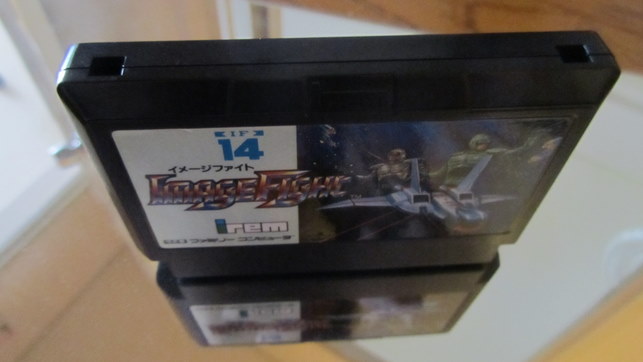 IF
14
イメージファイト
ImageFight
irem
ファミリーコンピュータ